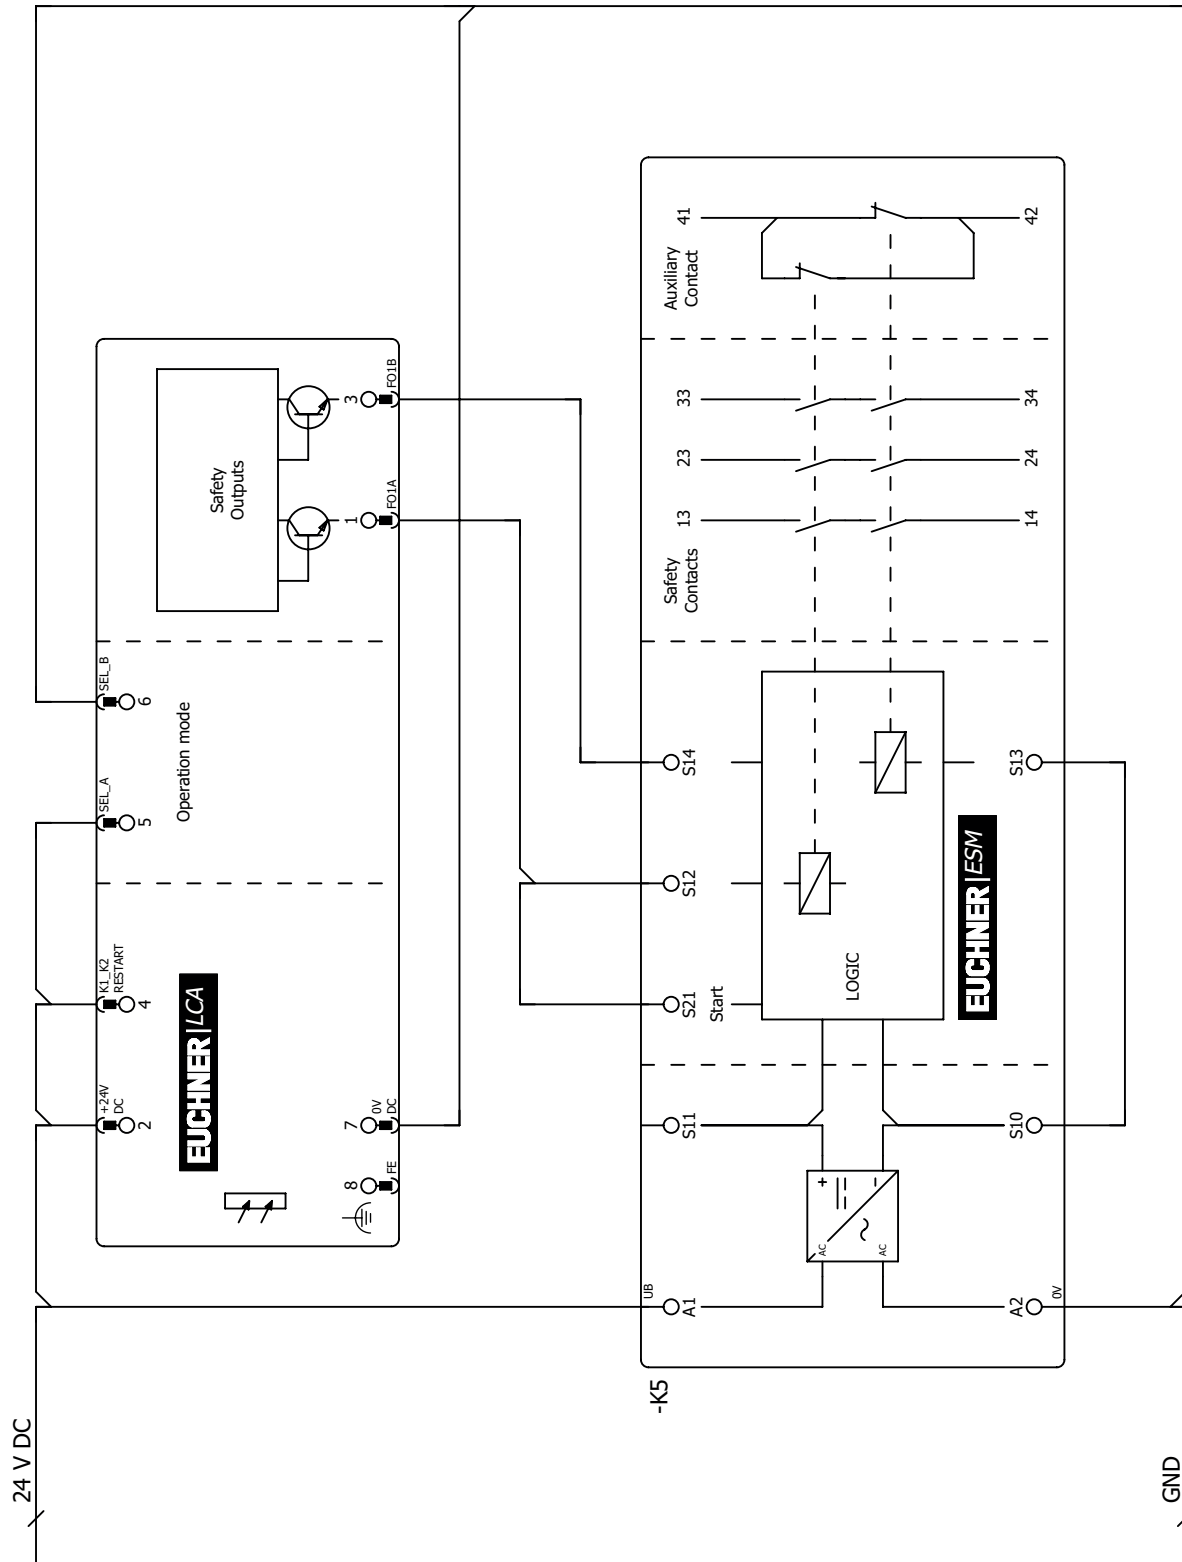 24 V DC
+24V
DC
2
K1_K2
RESTART
4
SEL_A
5
SEL_B
6
Operation mode
EUCHNER|LCA
Safety
Outputs
8
FE
7
0V
DC
1
FO1A
3
FO1B
-K5
UB
A1
S11
S21
Start
S12
S14
Safety
Contacts
13
23
33
Auxiliary
Contact
41
AC
AC
+
-
LOGIC
EUCHNER|ESM
A2
0V
S10
S13
14
24
34
42
GND